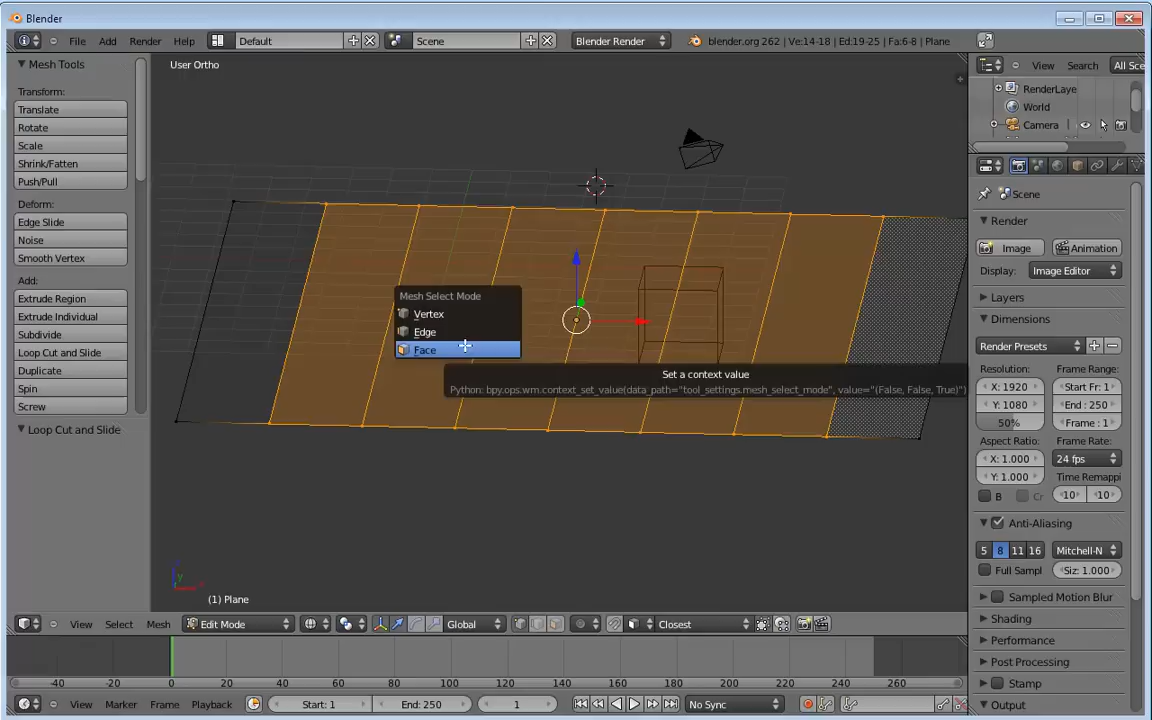 Blender
File Add Render Help Default Scene Blender Render blender.org 262 | Ve:14-18 | Ed:19-25 | Fa:6-8 | Plane
Mesh Tools
Transform:
Translate
Rotate
Scale
Shrink/Fatten
Push/Pull
Deform:
Edge Slide
Noise
Smooth Vertex
Add:
Extrude Region
Extrude Individual
Subdivide
Loop Cut and Slide
Duplicate
Spin
Screw
Loop Cut and Slide
User Ortho
Mesh Select Mode
Vertex
Edge
Face
Set a context value
Python: bpy.ops.wm.context_set_value(data_path="tool_settings.mesh_select_mode", value="(False, False, True)")
(1) Plane
View Select Mesh Edit Mode Global Closest
View Search All Sce
RenderLaye
World
Camera
Scene
Render
Image Animation
Display: Image Editor
Layers
Dimensions
Render Presets
Resolution: Frame Range:
X: 1920 Start Fr: 1
Y: 1080 End : 250
50% Frame : 1
Aspect Ratio: Frame Rate:
X: 1.000 24 fps
Y: 1.000 Time Remappi
B Cr 10 10
Anti-Aliasing
5 8 11 16 Mitchell-N
Full Sampl Siz: 1.000
Sampled Motion Blur
Shading
Performance
Post Processing
Stamp
Output
-40 -20 0 20 40 60 80 100 120 140 160 180 200 220 240 260
View Marker Frame Playback Start: 1 End: 250 1 No Sync